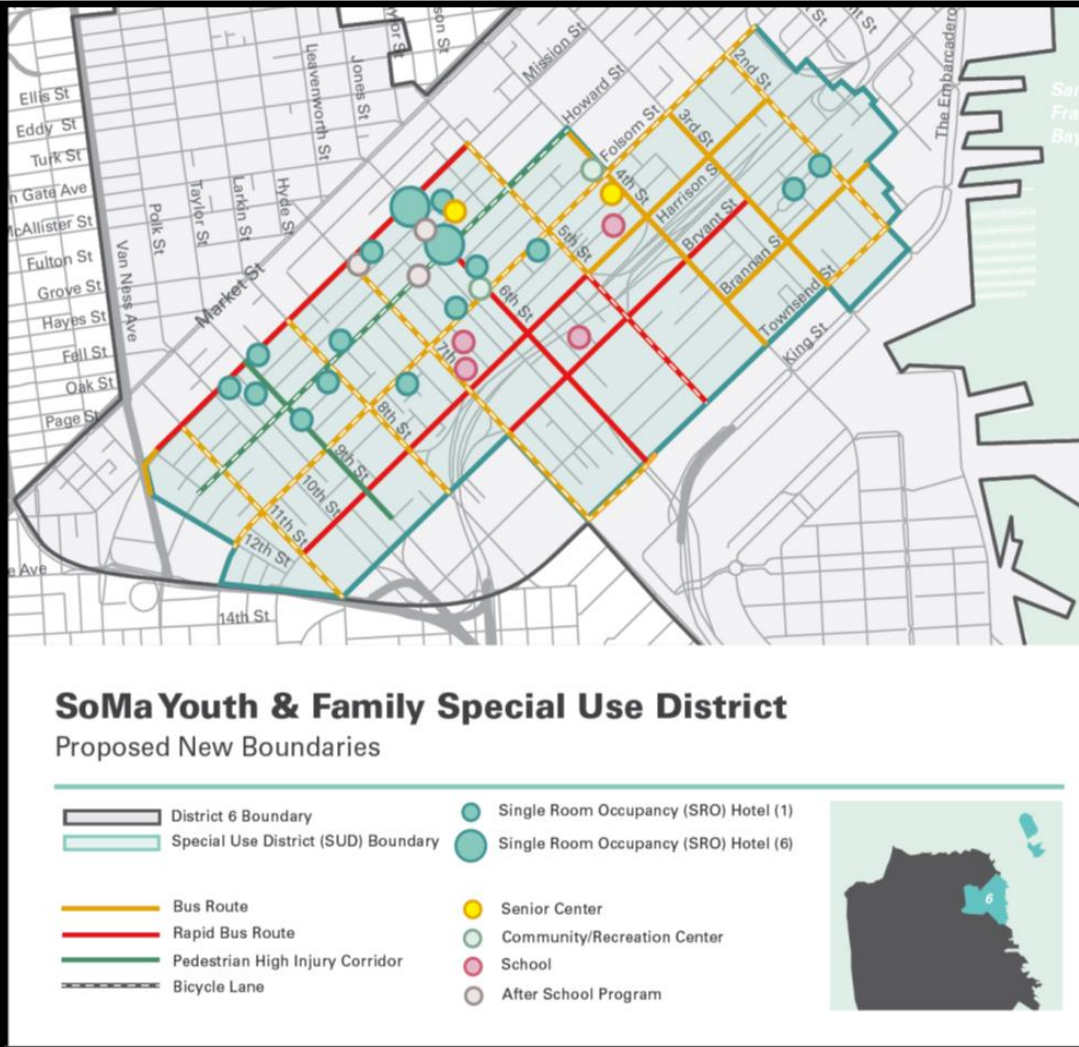 Ellis St
Eddy St
Turk St
n Gate Ave
McAllister St
Fulton St
Grove St
Hayes St
Fell St
Oak St
Page St
Van Ness Ave
Polk St
Taylor St
Larkin St
Hyde St
Leavenworth St
Jones St
Market St
Mission St
Howard St
Folsom St
Harrison S
Bryant St
Brannan S
Townsend St
King St
The Embarcadero
2nd St
3rd St
4th St
5th St
6th St
7th
8th St
9th St
10th St
11th St
12th St
14th St
e Ave
San
Fra
Bay
SoMa Youth & Family Special Use District
Proposed New Boundaries
District 6 Boundary
Special Use District (SUD) Boundary
Bus Route
Rapid Bus Route
Pedestrian High Injury Corridor
Bicycle Lane
Single Room Occupancy (SRO) Hotel (1)
Single Room Occupancy (SRO) Hotel (6)
Senior Center
Community/Recreation Center
School
After School Program
6